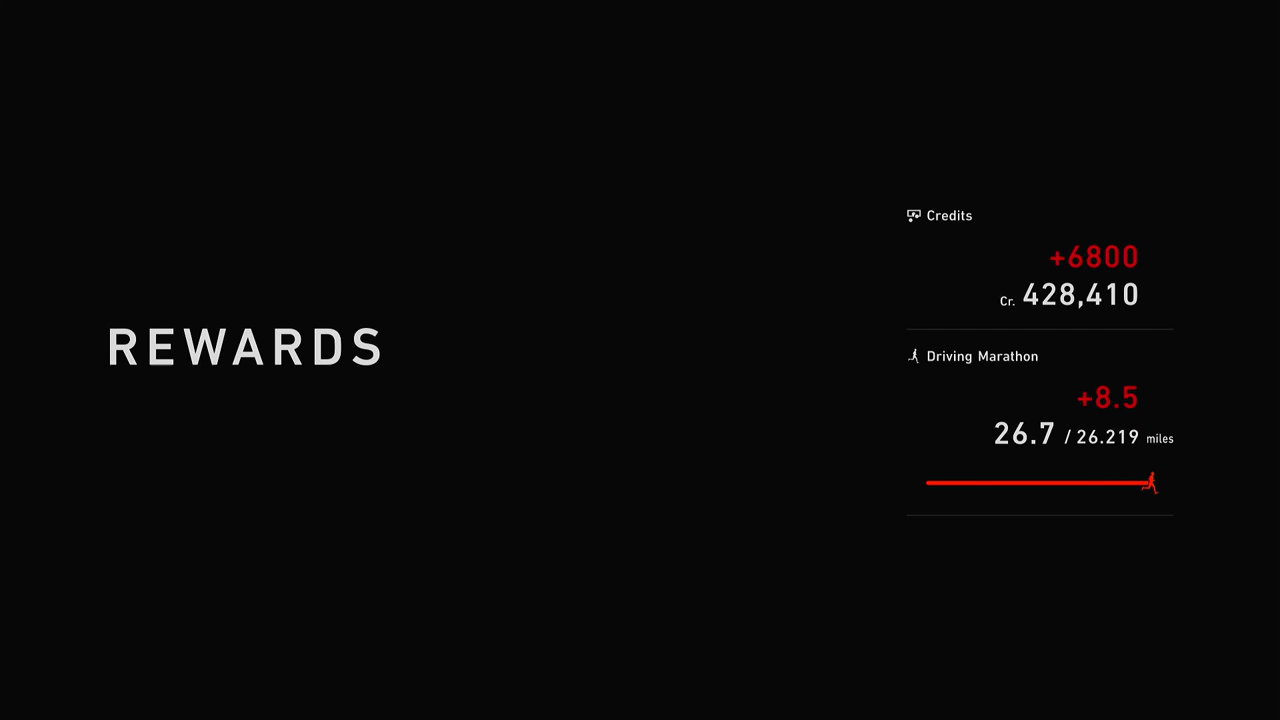 REWARDS
Credits
+6800
Cr. 428,410
Driving Marathon
+8.5
26.7 / 26.219 miles